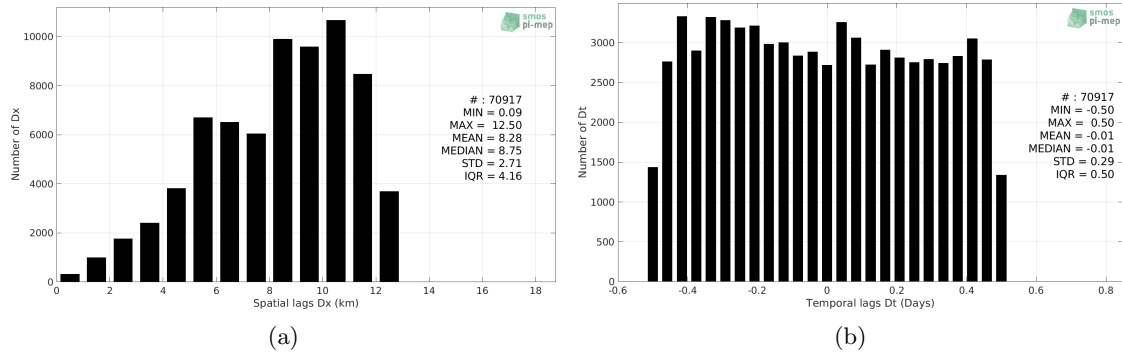 smos
pi-mep
10000
8000
6000
4000
2000
0
Number of Dx
# : 70917
MIN = 0.09
MAX = 12.50
MEAN = 8.28
MEDIAN = 8.75
STD = 2.71
IQR = 4.16
0 2 4 6 8 10 12 14 16 18
Spatial lags Dx (km)
(a)
smos
pi-mep
3000
2500
2000
1500
1000
500
0
Number of Dt
# : 70917
MIN = -0.50
MAX = 0.50
MEAN = -0.01
MEDIAN = -0.01
STD = 0.29
IQR = 0.50
-0.6 -0.4 -0.2 0 0.2 0.4 0.6 0.8
Temporal lags Dt (Days)
(b)